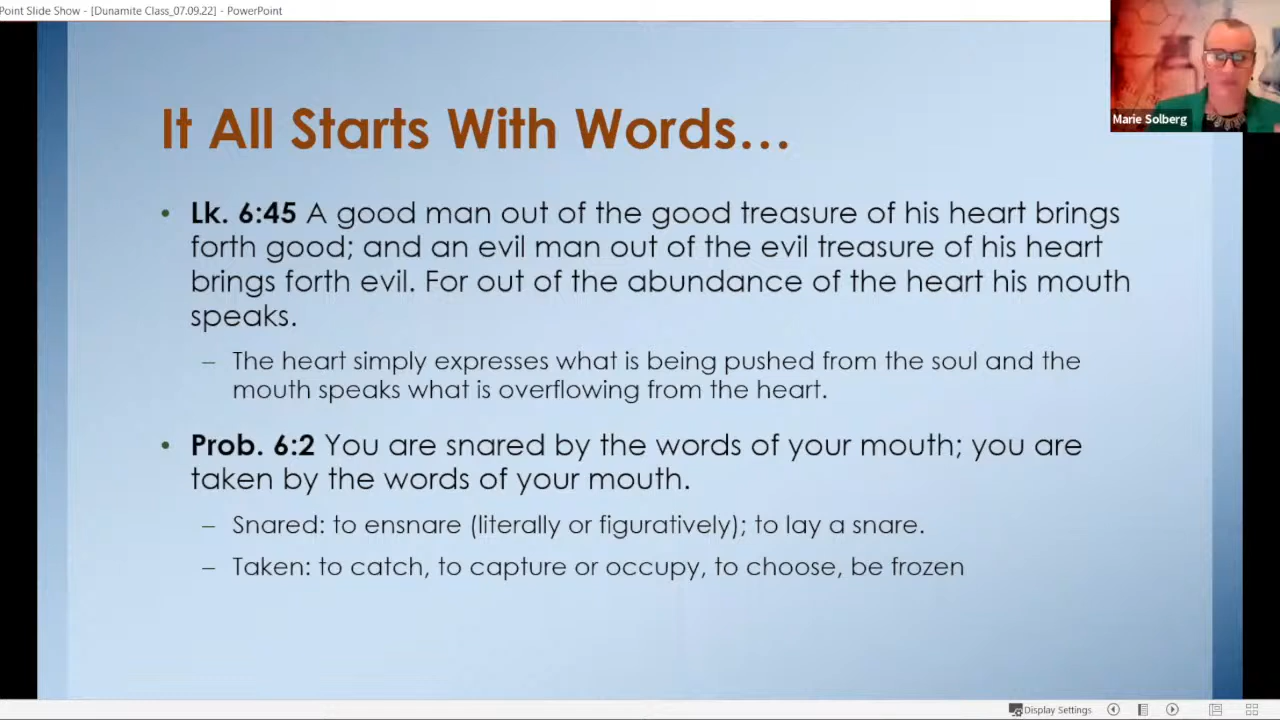 Point Slide Show - [Dunamite Class_07.09.22] - PowerPoint
Marie Solberg
It All Starts With Words…
• Lk. 6:45 A good man out of the good treasure of his heart brings
forth good; and an evil man out of the evil treasure of his heart
brings forth evil. For out of the abundance of the heart his mouth
speaks.
– The heart simply expresses what is being pushed from the soul and the
mouth speaks what is overflowing from the heart.
• Prob. 6:2 You are snared by the words of your mouth; you are
taken by the words of your mouth.
– Snared: to ensnare (literally or figuratively); to lay a snare.
– Taken: to catch, to capture or occupy, to choose, be frozen
Display Settings